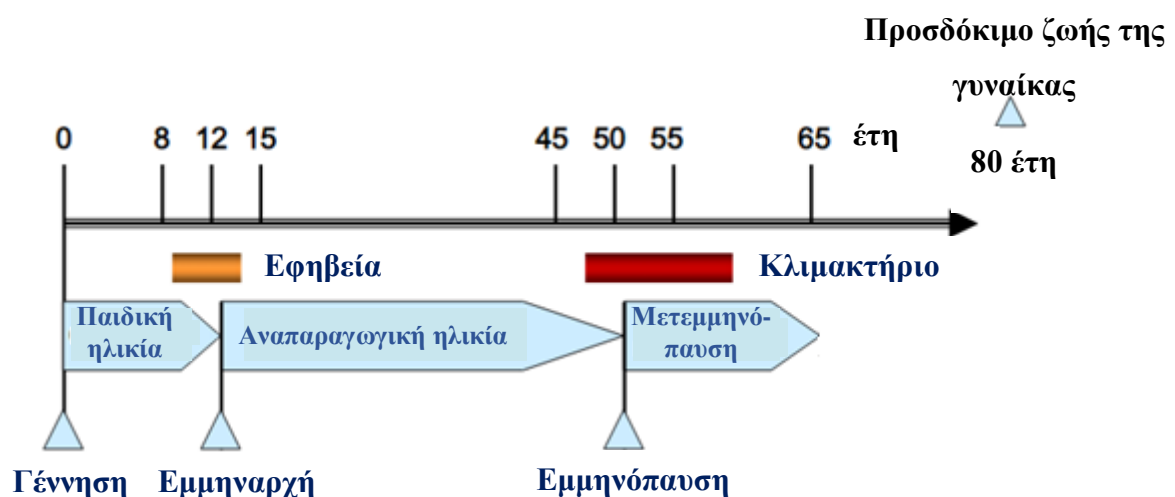 Προσδόκιμο ζωής της
γυναίκας
80 έτη
0 8 12 15 45 50 55 65 έτη
Εφηβεία
Κλιμακτήριο
Παιδική
ηλικία
Αναπαραγωγική ηλικία
Μετεμμηνό-
παυση
Γέννηση
Εμμηναρχή
Εμμηνόπαυση